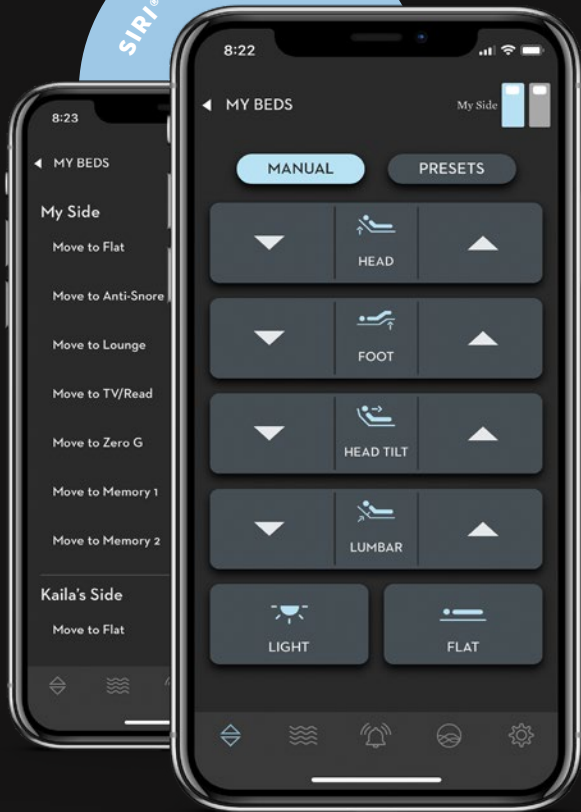 SIRI®
8:23
MY BEDS
My Side
Move to Flat
Move to Anti-Snore
Move to Lounge
Move to TV/Read
Move to Zero G
Move to Memory 1
Move to Memory 2
Kaila's Side
Move to Flat
8:22
MY BEDS
My Side
MANUAL
PRESETS
HEAD
FOOT
HEAD TILT
LUMBAR
LIGHT
FLAT